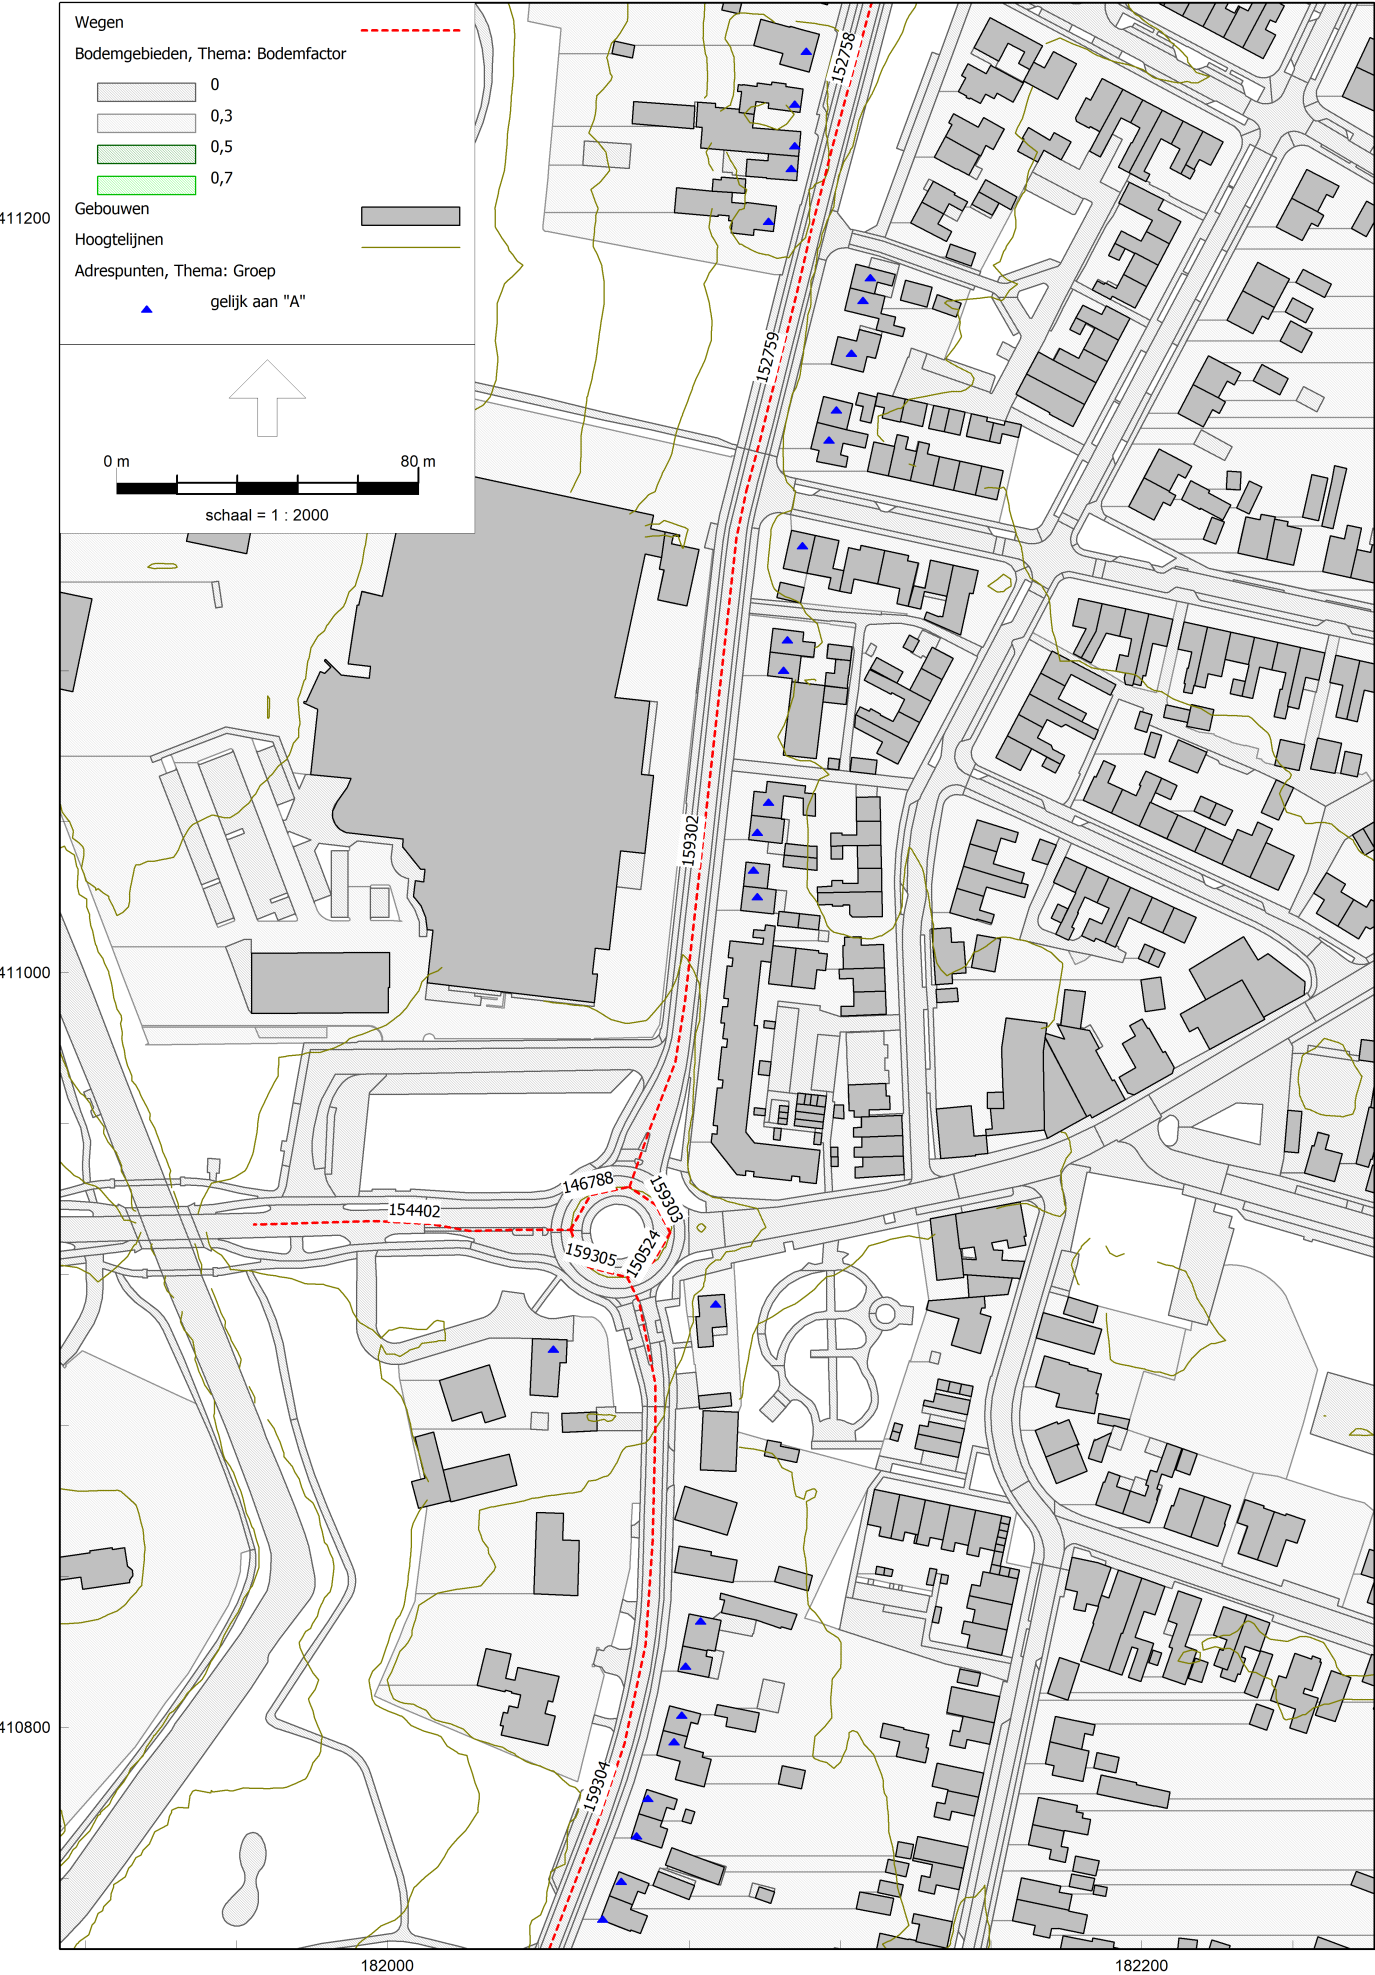 Wegen
Bodemgebieden, Thema: Bodemfactor
0
0,3
0,5
0,7
Gebouwen
Hoogtelijnen
Adrespunten, Thema: Groep
gelijk aan "A"
0 m 80 m
schaal = 1 : 2000
152758
411200
152759
159302
411000
146788
159303
154402
159305
150524
410800
159304
182000 182200